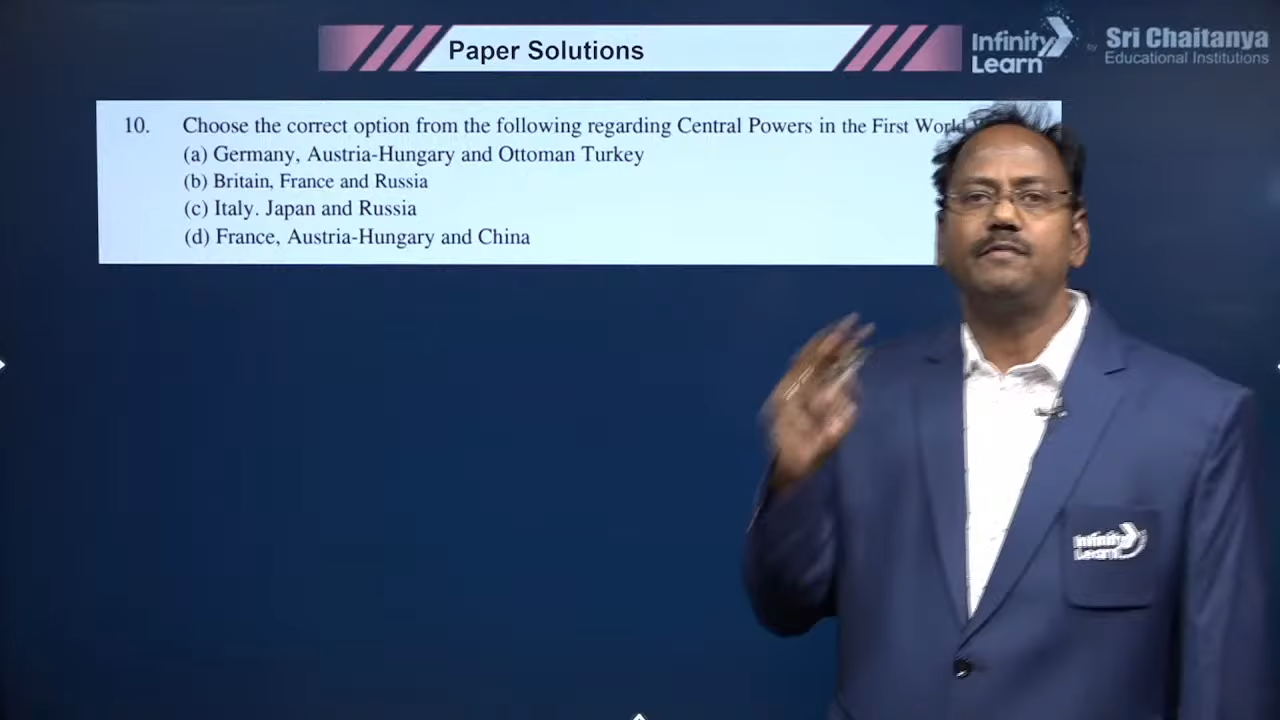 Paper Solutions
Infinity
Learn
by
Sri Chaitanya
Educational Institutions
10. Choose the correct option from the following regarding Central Powers in the First World
(a) Germany, Austria-Hungary and Ottoman Turkey
(b) Britain, France and Russia
(c) Italy. Japan and Russia
(d) France, Austria-Hungary and China
Infinity
Learn